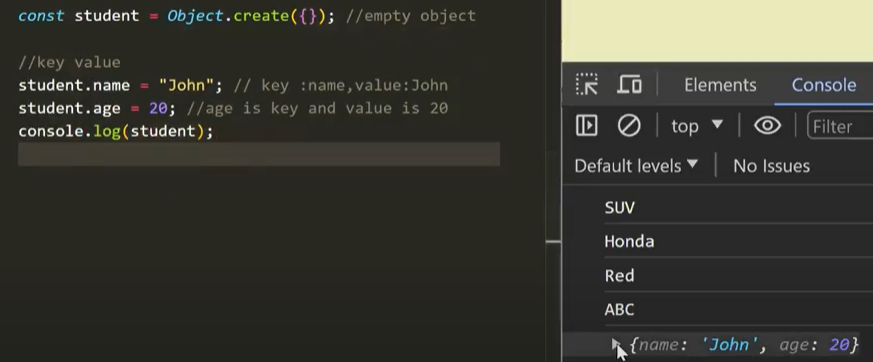 const student = Object.create({}); //empty object
//key value
student.name = "John"; // key :name,value:John
student.age = 20; //age is key and value is 20
console.log(student);
Elements Console
top Filter
Default levels No Issues
SUV
Honda
Red
ABC
{name: 'John', age: 20}